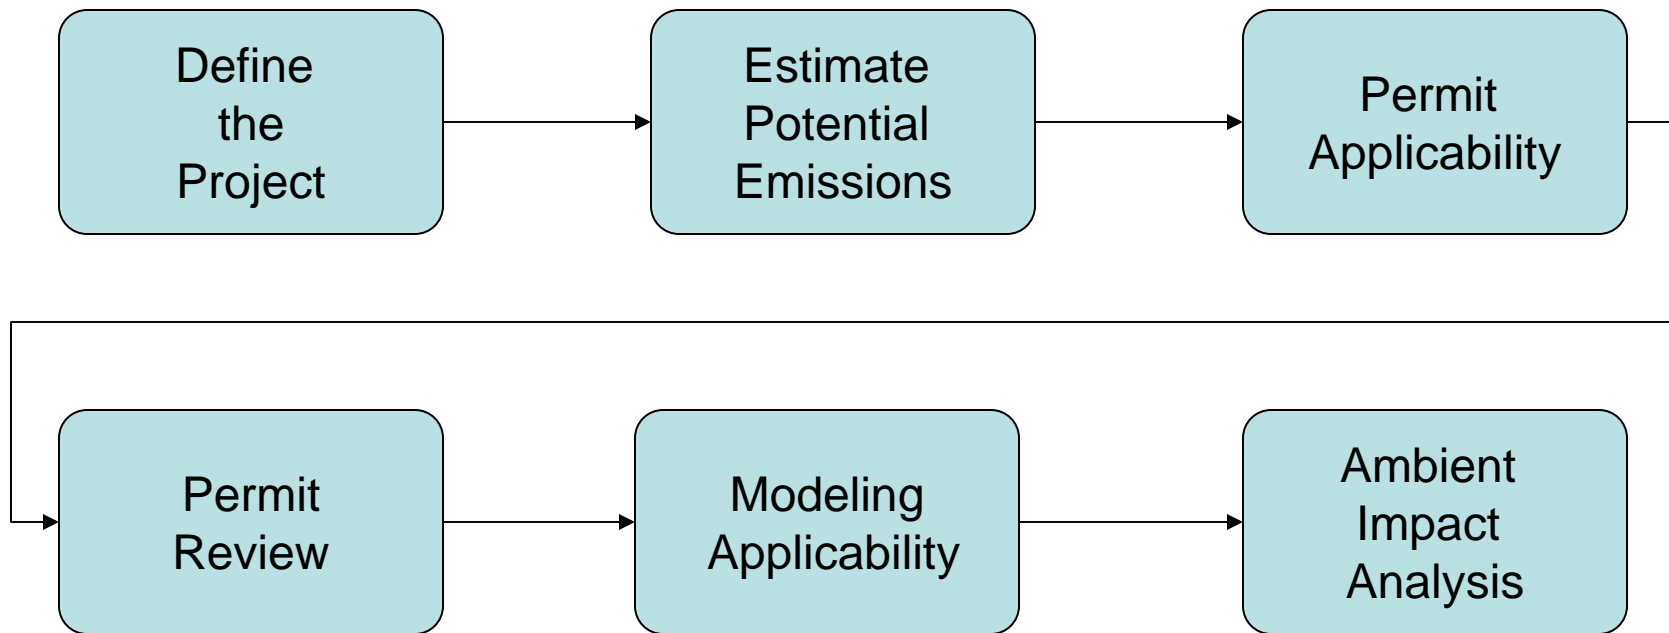 Define
the
Project
Estimate
Potential
Emissions
Permit
Applicability
Permit
Review
Modeling
Applicability
Ambient
Impact
Analysis